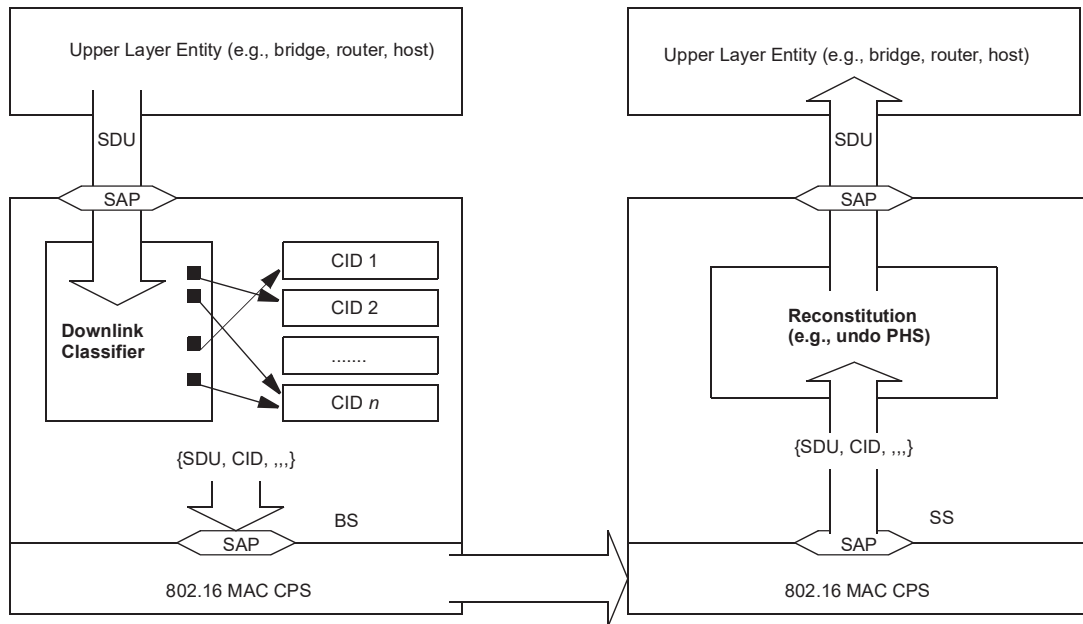 Upper Layer Entity (e.g., bridge, router, host)
SDU
SAP
Downlink
Classifier
CID 1
CID 2
.......
CID n
{SDU, CID, ,,,}
BS
SAP
802.16 MAC CPS
Upper Layer Entity (e.g., bridge, router, host)
SDU
SAP
Reconstitution
(e.g., undo PHS)
{SDU, CID, ,,,}
SS
SAP
802.16 MAC CPS